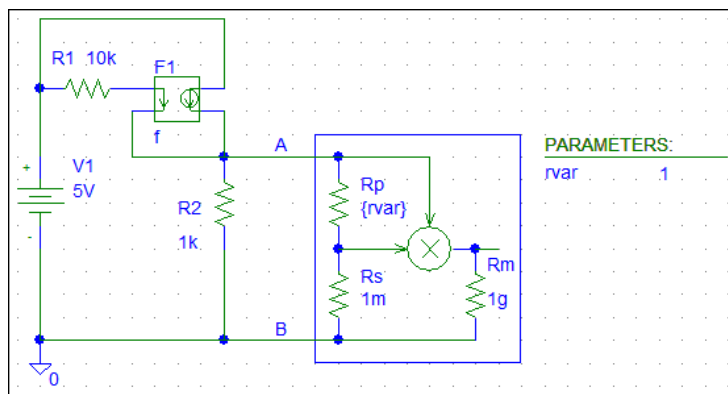 R1 10k
F1
f
+
V1
5V
-
A
R2
1k
B
0
Rp
{rvar}
Rs
1m
Rm
1g
PARAMETERS:
rvar 1